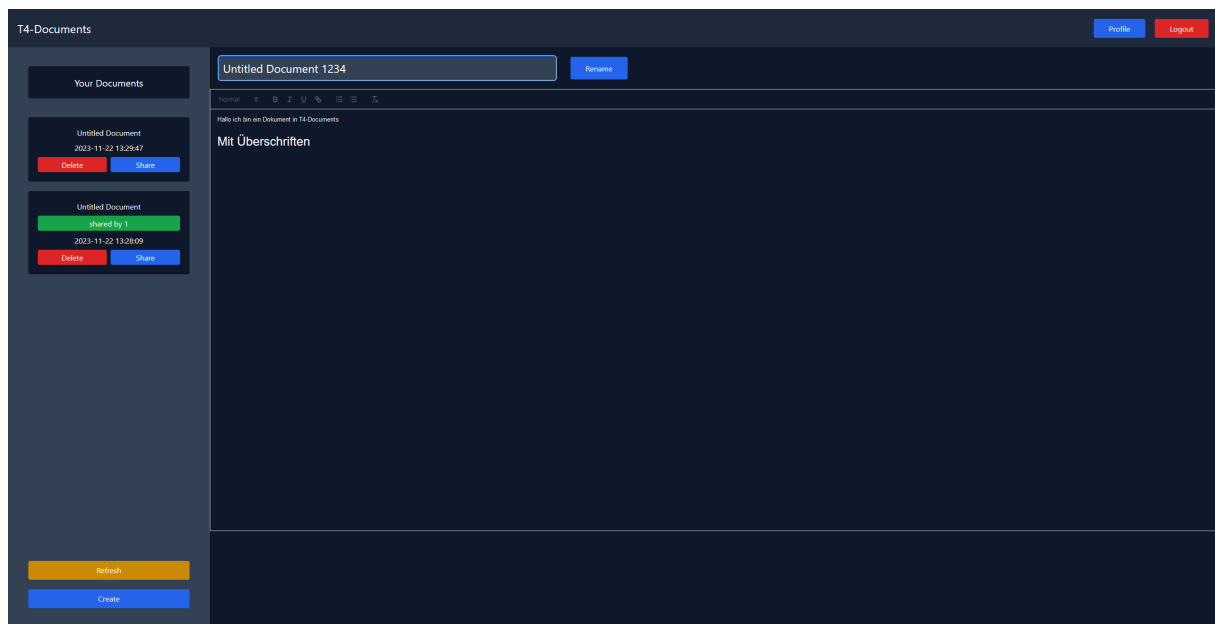 T4-Documents
Profile
Logout
Your Documents
Untitled Document
2023-11-22 13:29:47
Delete
Share
Untitled Document
shared by 1
2023-11-22 13:28:09
Delete
Share
Refresh
Create
Untitled Document 1234
Rename
Normal
Hallo ich bin ein Dokument in T4-Documents
Mit Überschriften